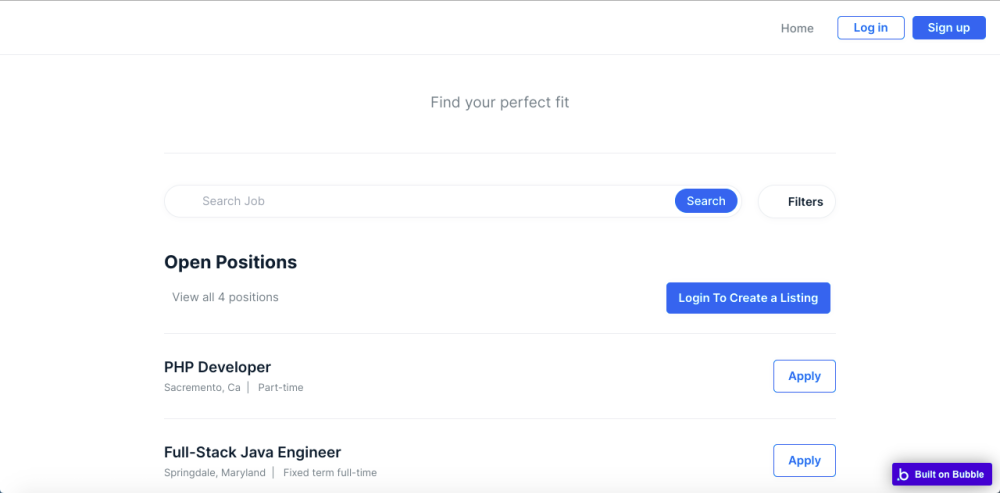 Home Log in Sign up
Find your perfect fit
Search Job Search Filters
Open Positions
View all 4 positions Login To Create a Listing
PHP Developer
Sacremento, Ca | Part-time Apply
Full-Stack Java Engineer
Springdale, Maryland | Fixed term full-time Apply
Built on Bubble